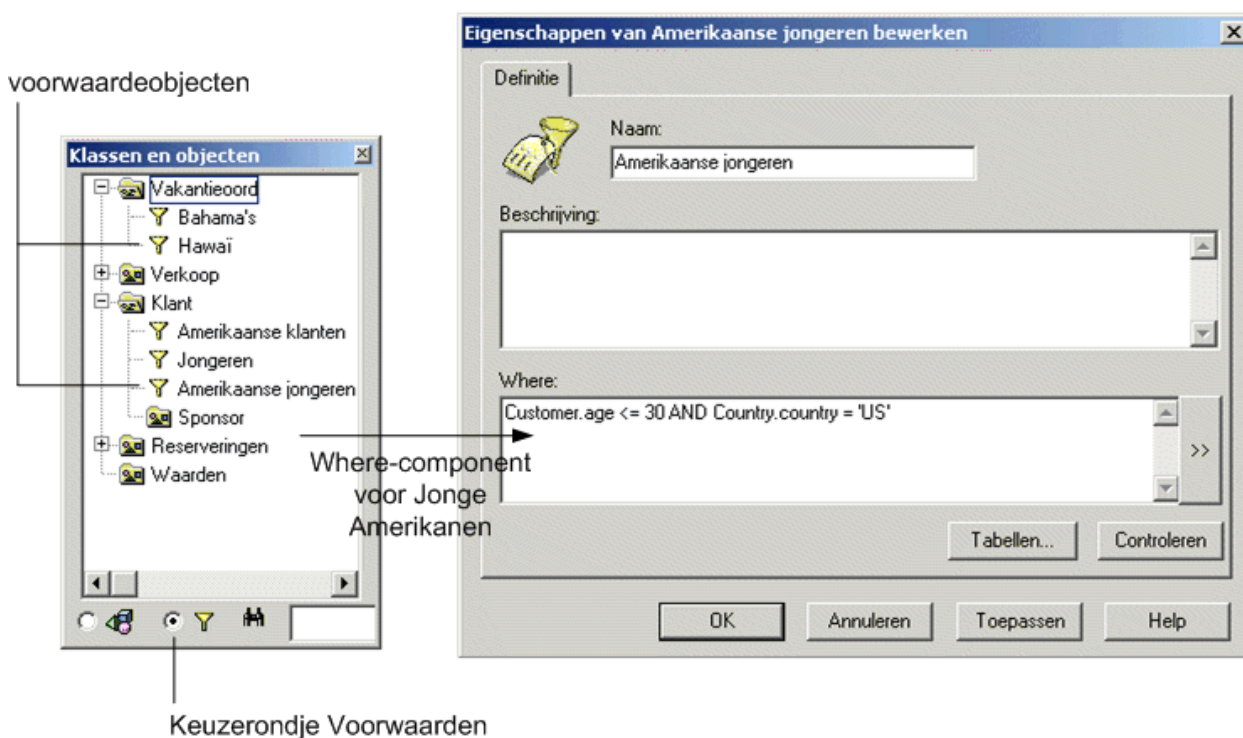 voorwaardeobjecten
Klassen en objecten
Vakantieoord
Bahama's
Hawaï
Verkoop
Klant
Amerikaanse klanten
Jongeren
Amerikaanse jongeren
Sponsor
Reserveringen
Waarden
Where-component
voor Jonge
Amerikanen
Keuzerondje Voorwaarden
Eigenschappen van Amerikaanse jongeren bewerken
Definitie
Naam:
Amerikaanse jongeren
Beschrijving:
Where:
Customer.age <= 30 AND Country.country = 'US'
>>
Tabellen...
Controleren
OK
Annuleren
Toepassen
Help